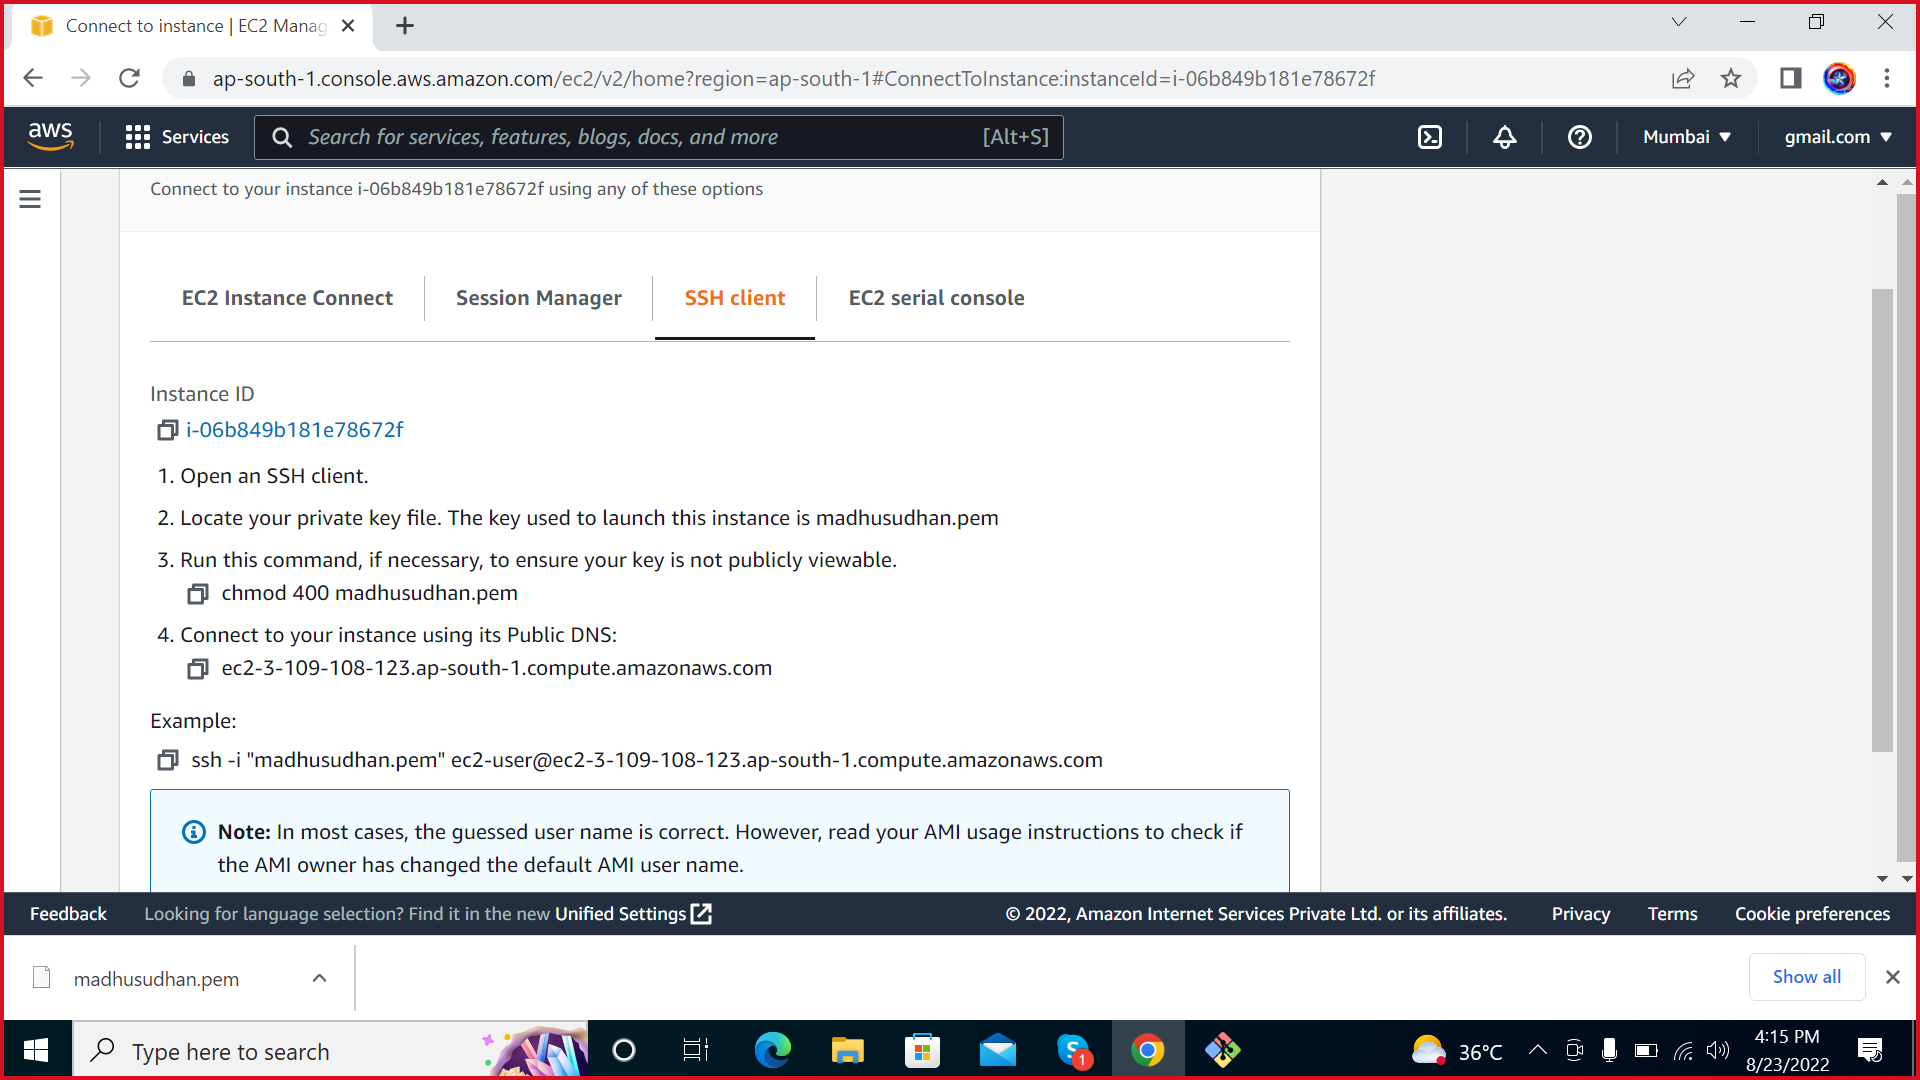 Connect to instance | EC2 Manag
ap-south-1.console.aws.amazon.com/ec2/v2/home?region=ap-south-1#ConnectToInstance:instanceId=i-06b849b181e78672f
aws
Services
Search for services, features, blogs, docs, and more
[Alt+S]
Mumbai
gmail.com
Connect to your instance i-06b849b181e78672f using any of these options
EC2 Instance Connect
Session Manager
SSH client
EC2 serial console
Instance ID
i-06b849b181e78672f
1. Open an SSH client.
2. Locate your private key file. The key used to launch this instance is madhusudhan.pem
3. Run this command, if necessary, to ensure your key is not publicly viewable.
chmod 400 madhusudhan.pem
4. Connect to your instance using its Public DNS:
ec2-3-109-108-123.ap-south-1.compute.amazonaws.com
Example:
ssh -i "madhusudhan.pem" ec2-user@ec2-3-109-108-123.ap-south-1.compute.amazonaws.com
Note: In most cases, the guessed user name is correct. However, read your AMI usage instructions to check if
the AMI owner has changed the default AMI user name.
Feedback
Looking for language selection? Find it in the new Unified Settings
© 2022, Amazon Internet Services Private Ltd. or its affiliates.
Privacy
Terms
Cookie preferences
madhusudhan.pem
Show all
Type here to search
S
1
36°C
4:15 PM
8/23/2022